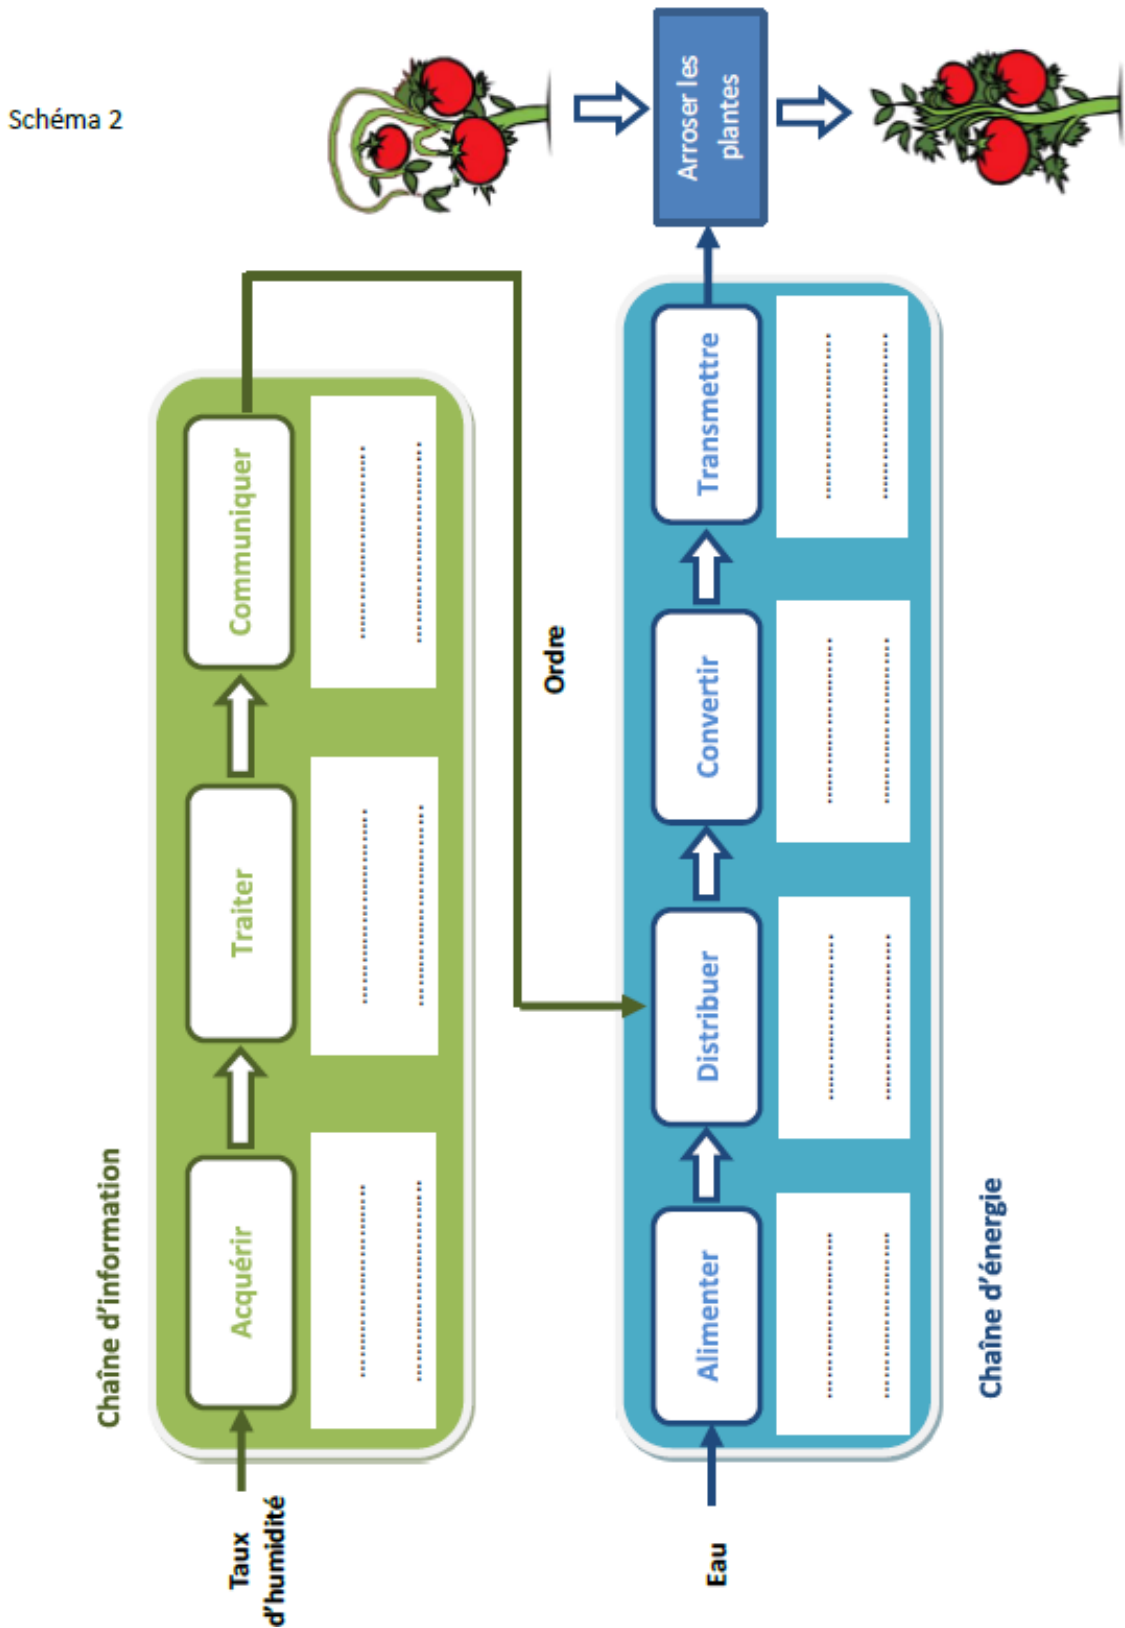 Schéma 2
Chaîne d'information
Taux
d'humidité
Acquérir
Traiter
Communiquer
....................................
....................................
....................................
....................................
....................................
....................................
Ordre
Eau
Alimenter
Distribuer
Convertir
Transmettre
Arroser les
plantes
..............................
..............................
..............................
..............................
..............................
..............................
..............................
..............................
Chaîne d'énergie